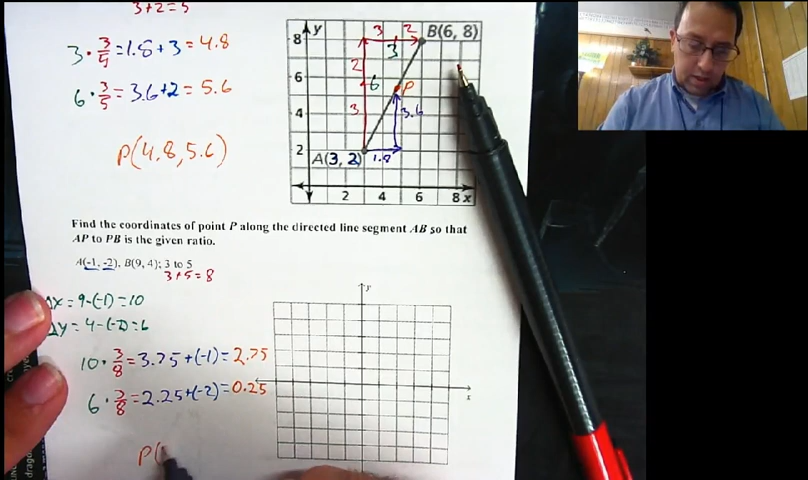 3+2=5
3 · 3/4 = 1.8 + 3 = 4.8
6 · 3/5 = 3.6 + 2 = 5.6
P(4.8, 5.6)
y
3 2 B(6, 8)
8
3
2
6
6
P
3
4
3.6
2
A(3, 2)
1.8
2 4 6 8 x
Find the coordinates of point P along the directed line segment AB so that
AP to PB is the given ratio.
A(-1, -2), B(9, 4); 3 to 5
3+5=8
Δx = 9-(-1) = 10
Δy = 4-(-2) = 6
10 · 3/8 = 3.75 + (-1) = 2.75
6 · 3/8 = 2.25 + (-2) = 0.25
P(
y
x